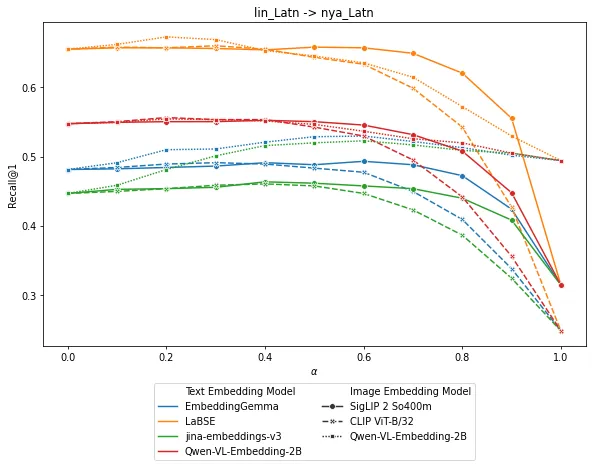 lin_Latn -> nya_Latn
Recall@1
0.6
0.5
0.4
0.3
0.0 0.2 0.4 0.6 0.8 1.0
α
Text Embedding Model Image Embedding Model
EmbeddingGemma SigLIP 2 So400m
LaBSE CLIP ViT-B/32
jina-embeddings-v3 Qwen-VL-Embedding-2B
Qwen-VL-Embedding-2B